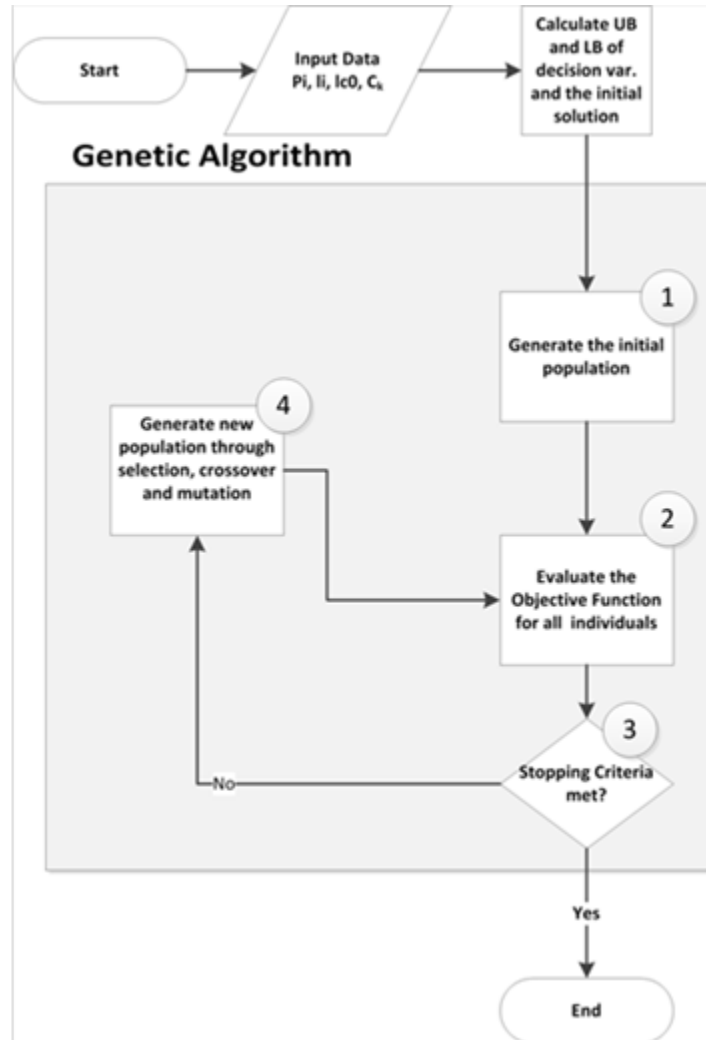 Start
Input Data
Pi, li, lc0, Ck
Calculate UB
and LB of
decision var.
and the initial
solution
Genetic Algorithm
1
Generate the initial
population
4
Generate new
population through
selection, crossover
and mutation
2
Evaluate the
Objective Function
for all individuals
3
Stopping Criteria
met?
No
Yes
End